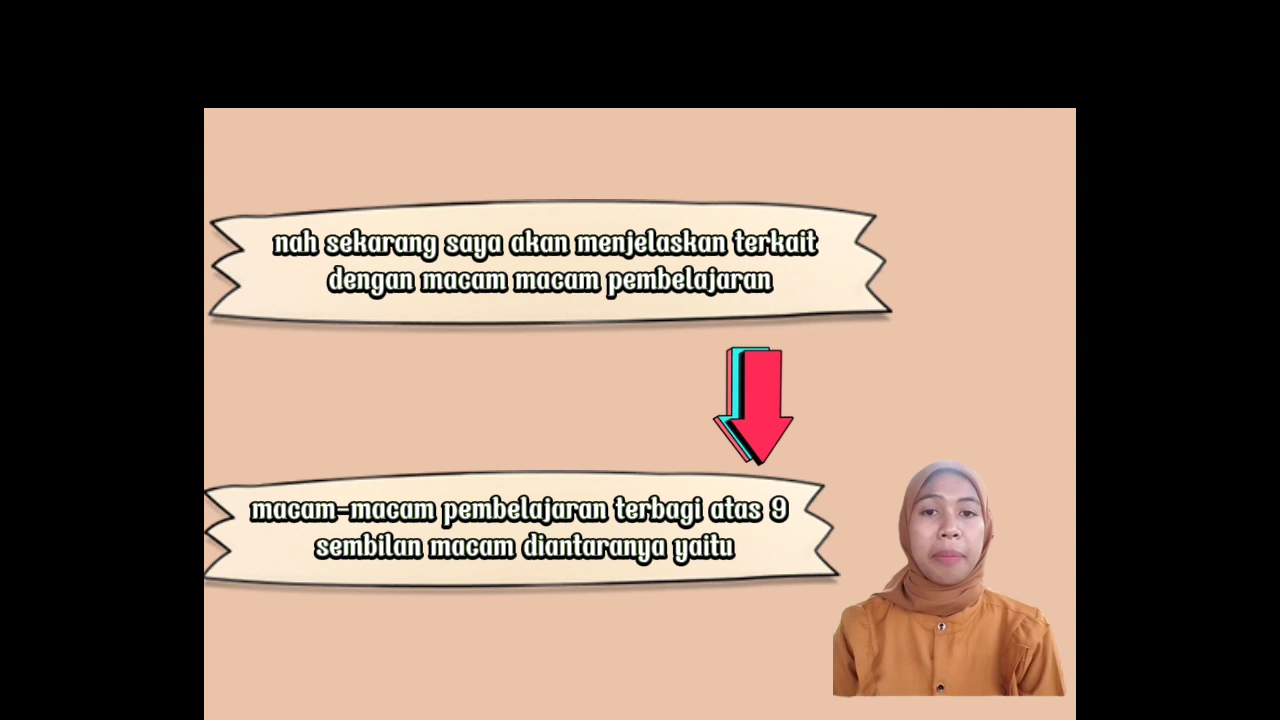 nah sekarang saya akan menjelaskan terkait
dengan macam macam pembelajaran
macam-macam pembelajaran terbagi atas 9
sembilan macam diantaranya yaitu